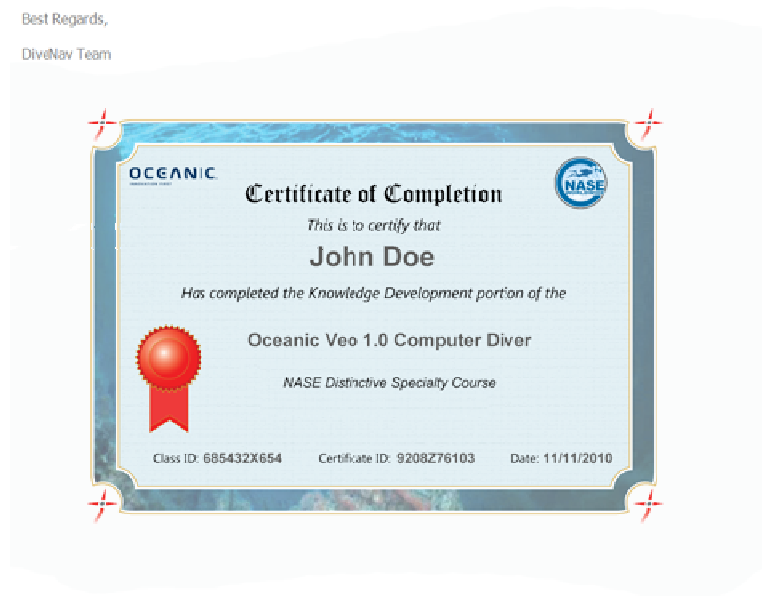 Best Regards,
DiveNav Team
OCEANIC
NASE
Certificate of Completion
This is to certify that
John Doe
Has completed the Knowledge Development portion of the
Oceanic Veo 1.0 Computer Diver
NASE Distinctive Specialty Course
Class ID: 685432X654 Certificate ID: 9208Z76103 Date: 11/11/2010